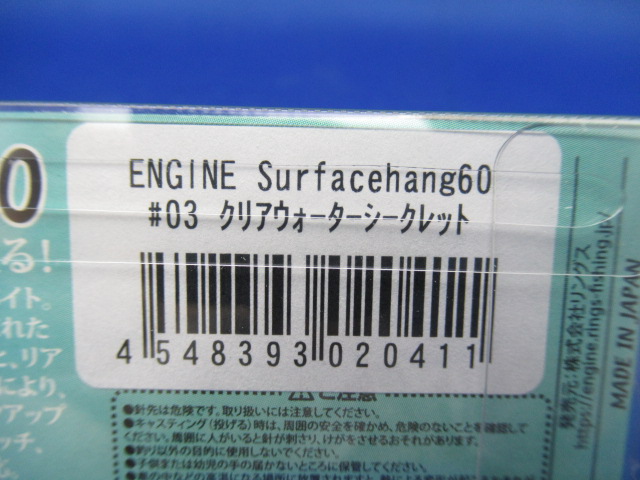 ENGINE Surfacehang60
#03 クリアウォーターシークレット
4 548393 020411
0
る!
イト。
れた
と、リア
により、
アップ
ッチ、
ご注意
●針先は危険です。取り扱いには注意してください。
●キャスティング(投げる)時は、周囲の安全を確かめ、危険のないことを確認して
ください。周囲に人がいると針が刺さり、けがをさせるおそれがあります。
●釣り以外の目的に使用しないでください。
●子供または幼児の手の届かないところに保管してください。
発売元:株式会社リングス
https://engine.rings-fishing.jp/
MADE IN JAPAN